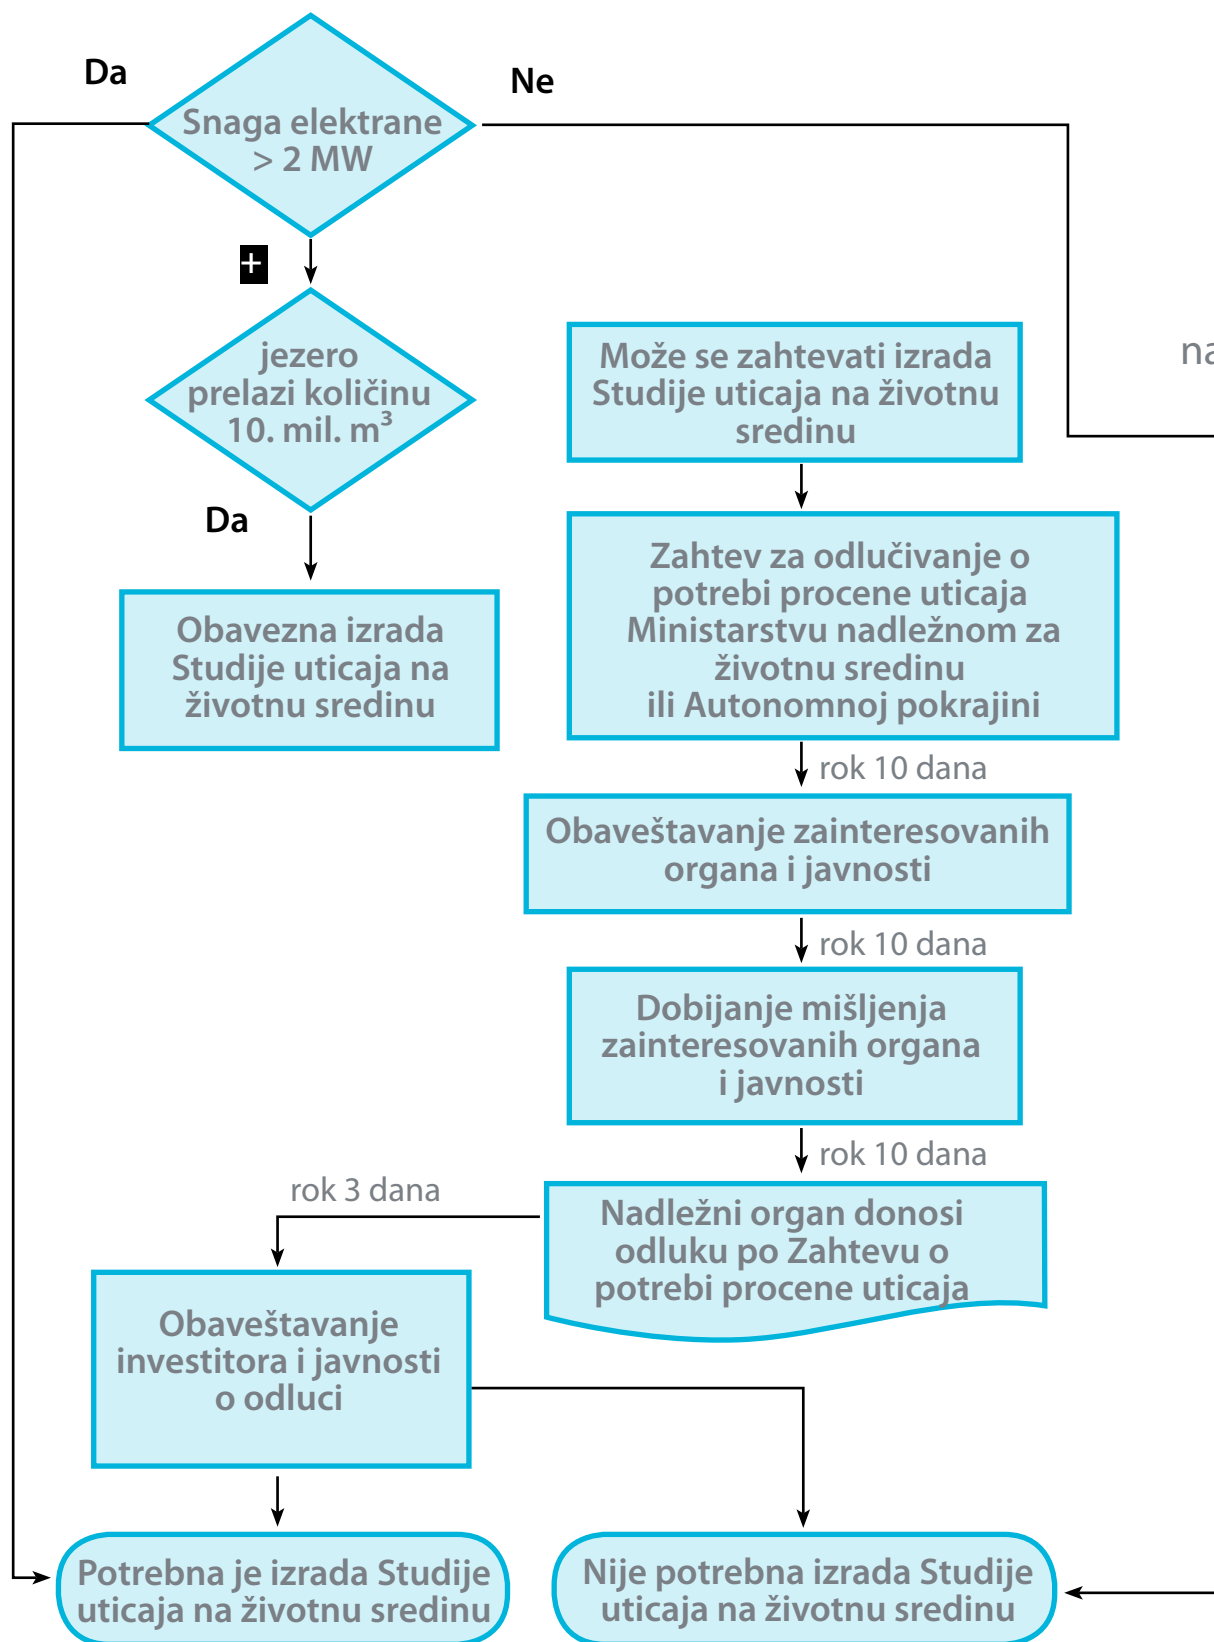 Da
Ne
Snaga elektrane
> 2 MW
+
jezero
prelazi količinu
10. mil. m³
Da
Obavezna izrada
Studije uticaja na
životnu sredinu
Može se zahtevati izrada
Studije uticaja na životnu
sredinu
Zahtev za odlučivanje o
potrebi procene uticaja
Ministarstvu nadležnom za
životnu sredinu
ili Autonomnoj pokrajini
rok 10 dana
Obaveštavanje zainteresovanih
organa i javnosti
rok 10 dana
Dobijanje mišljenja
zainteresovanih organa
i javnosti
rok 10 dana
Nadležni organ donosi
odluku po Zahtevu o
potrebi procene uticaja
rok 3 dana
Obaveštavanje
investitora i javnosti
o odluci
Potrebna je izrada Studije
uticaja na životnu sredinu
Nije potrebna izrada Studije
uticaja na životnu sredinu